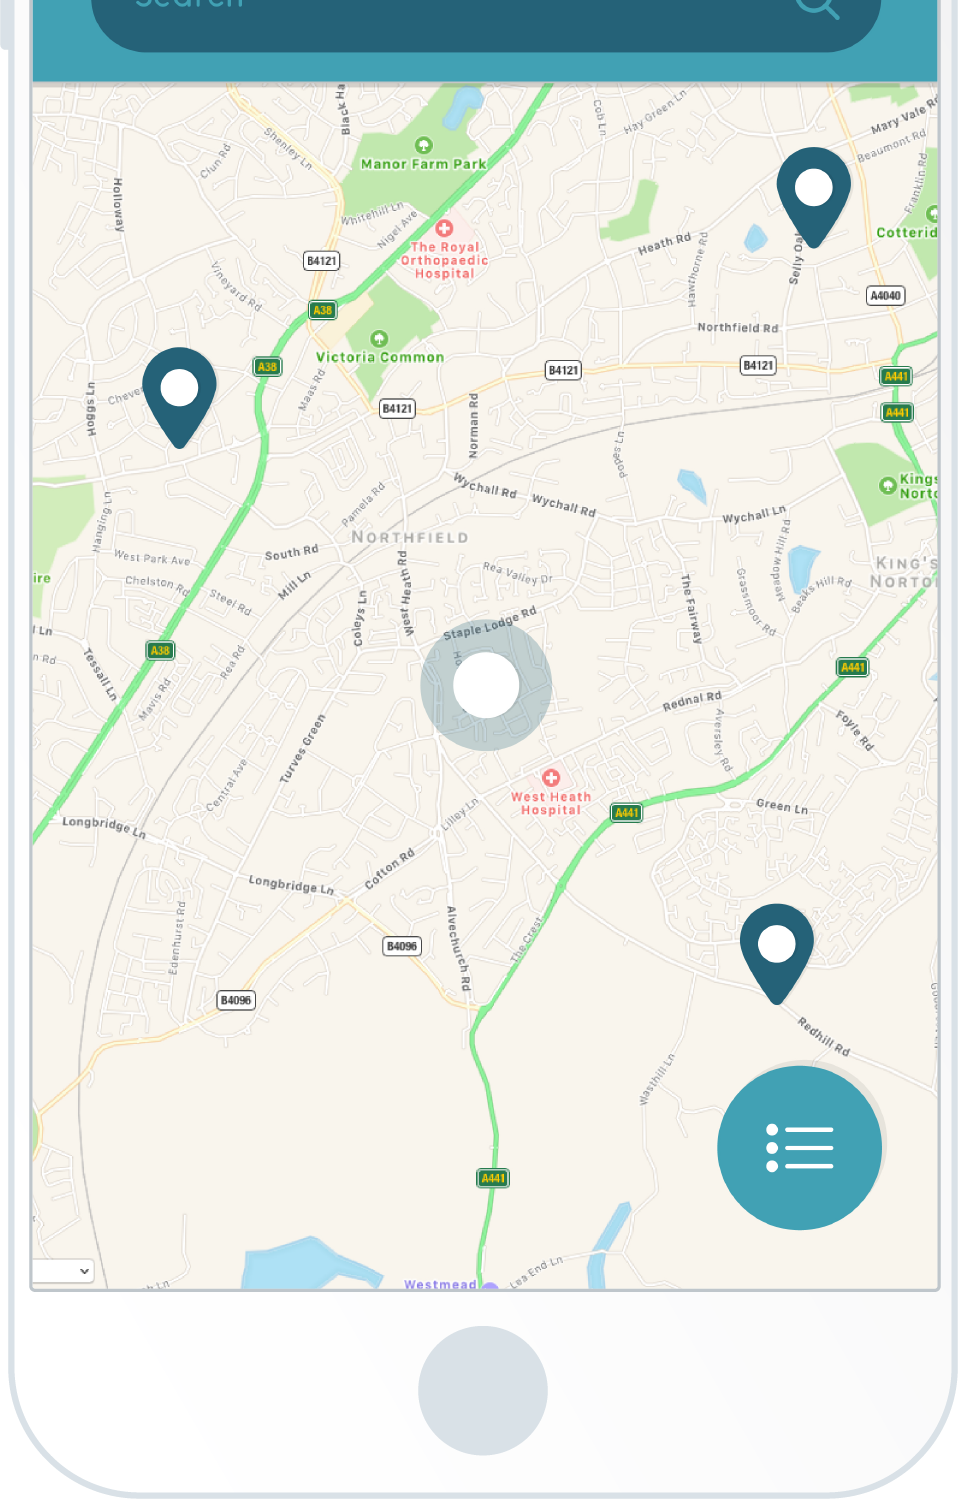 Search
Black Ha
Cob Ln
Hay Green Ln
Mary Vale Rd
Beaumont Rd
Shenley Ln
Clun Rd
Manor Farm Park
Franklin Rd
Holloway
Whitehill Ln
Nigel Ave
Cotterid
The Royal
Orthopaedic
Hospital
Heath Rd
Hawthorne Rd
Selly Oak
B4121
Vineyard Rd
A4040
A38
Northfield Rd
Victoria Common
A38
B4121
B4121
A441
Maas Rd
Cheve
Hoggs Ln
B4121
A441
Norman Rd
Popes Ln
Wychall Rd
Wychall Rd
Kings
Norto
Pamela Rd
Hanging Ln
Wychall Ln
NORTHFIELD
South Rd
West Park Ave
Meadow Hill Rd
KING'S
NORTO
ire
Chelston Rd
Mill Ln
West Heath Rd
Rea Valley Dr
Beaks Hill Rd
Steel Rd
Coleys Ln
The Fairway
Grassmoor Rd
Staple Lodge Rd
Ho
l Ln
n Rd
A38
Tessall Ln
Rea Rd
A441
Mavis Rd
Rednal Rd
Aversley Rd
Foyle Rd
Turves Green
Central Ave
West Heath
Hospital
Lilley Ln
A441
Green Ln
Longbridge Ln
Cofton Rd
Longbridge Ln
Edenhurst Rd
Alvechurch Rd
The Crest
B4096
B4096
Redhill Rd
Wasthill Ln
A441
Lea End Ln
h Ln
Westmead